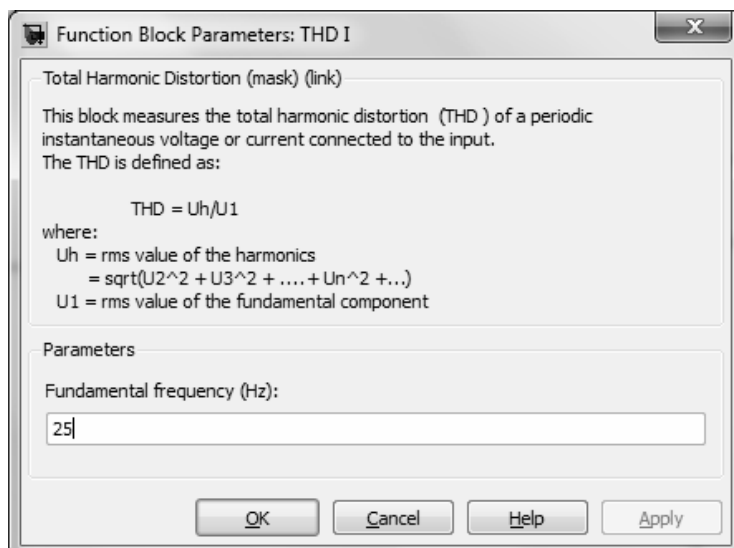 Function Block Parameters: THD I
X
Total Harmonic Distortion (mask) (link)
This block measures the total harmonic distortion (THD ) of a periodic
instantaneous voltage or current connected to the input.
The THD is defined as:
THD = Uh/U1
where:
Uh = rms value of the harmonics
= sqrt(U2^2 + U3^2 + .... + Un^2 +...)
U1 = rms value of the fundamental component
Parameters
Fundamental frequency (Hz):
25
OK Cancel Help Apply